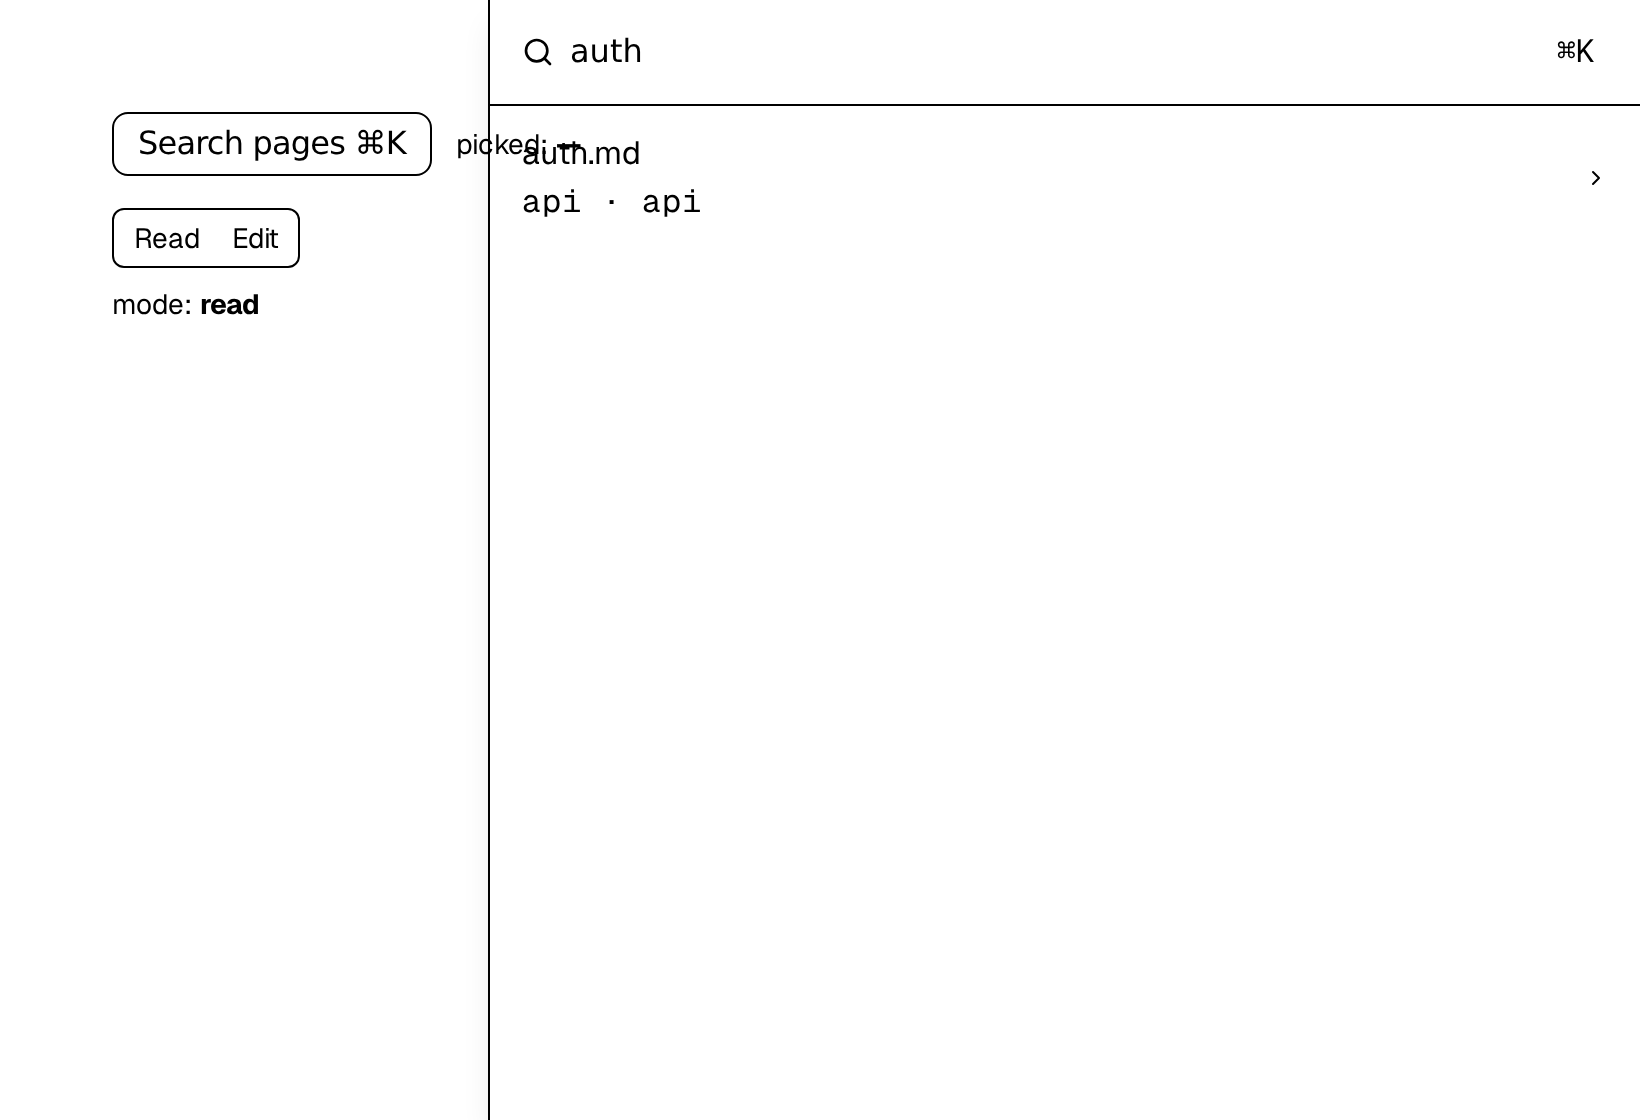 auth ⌘K
Search pages ⌘K picked: —
auth.md
api · api
Read Edit
mode: read